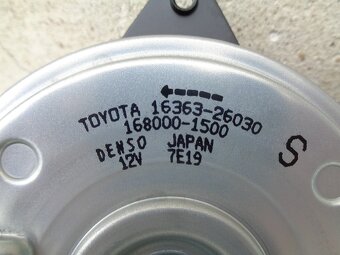 TOYOTA 16363-26030
168000-1500
DENSO JAPAN
12V 7E19
S